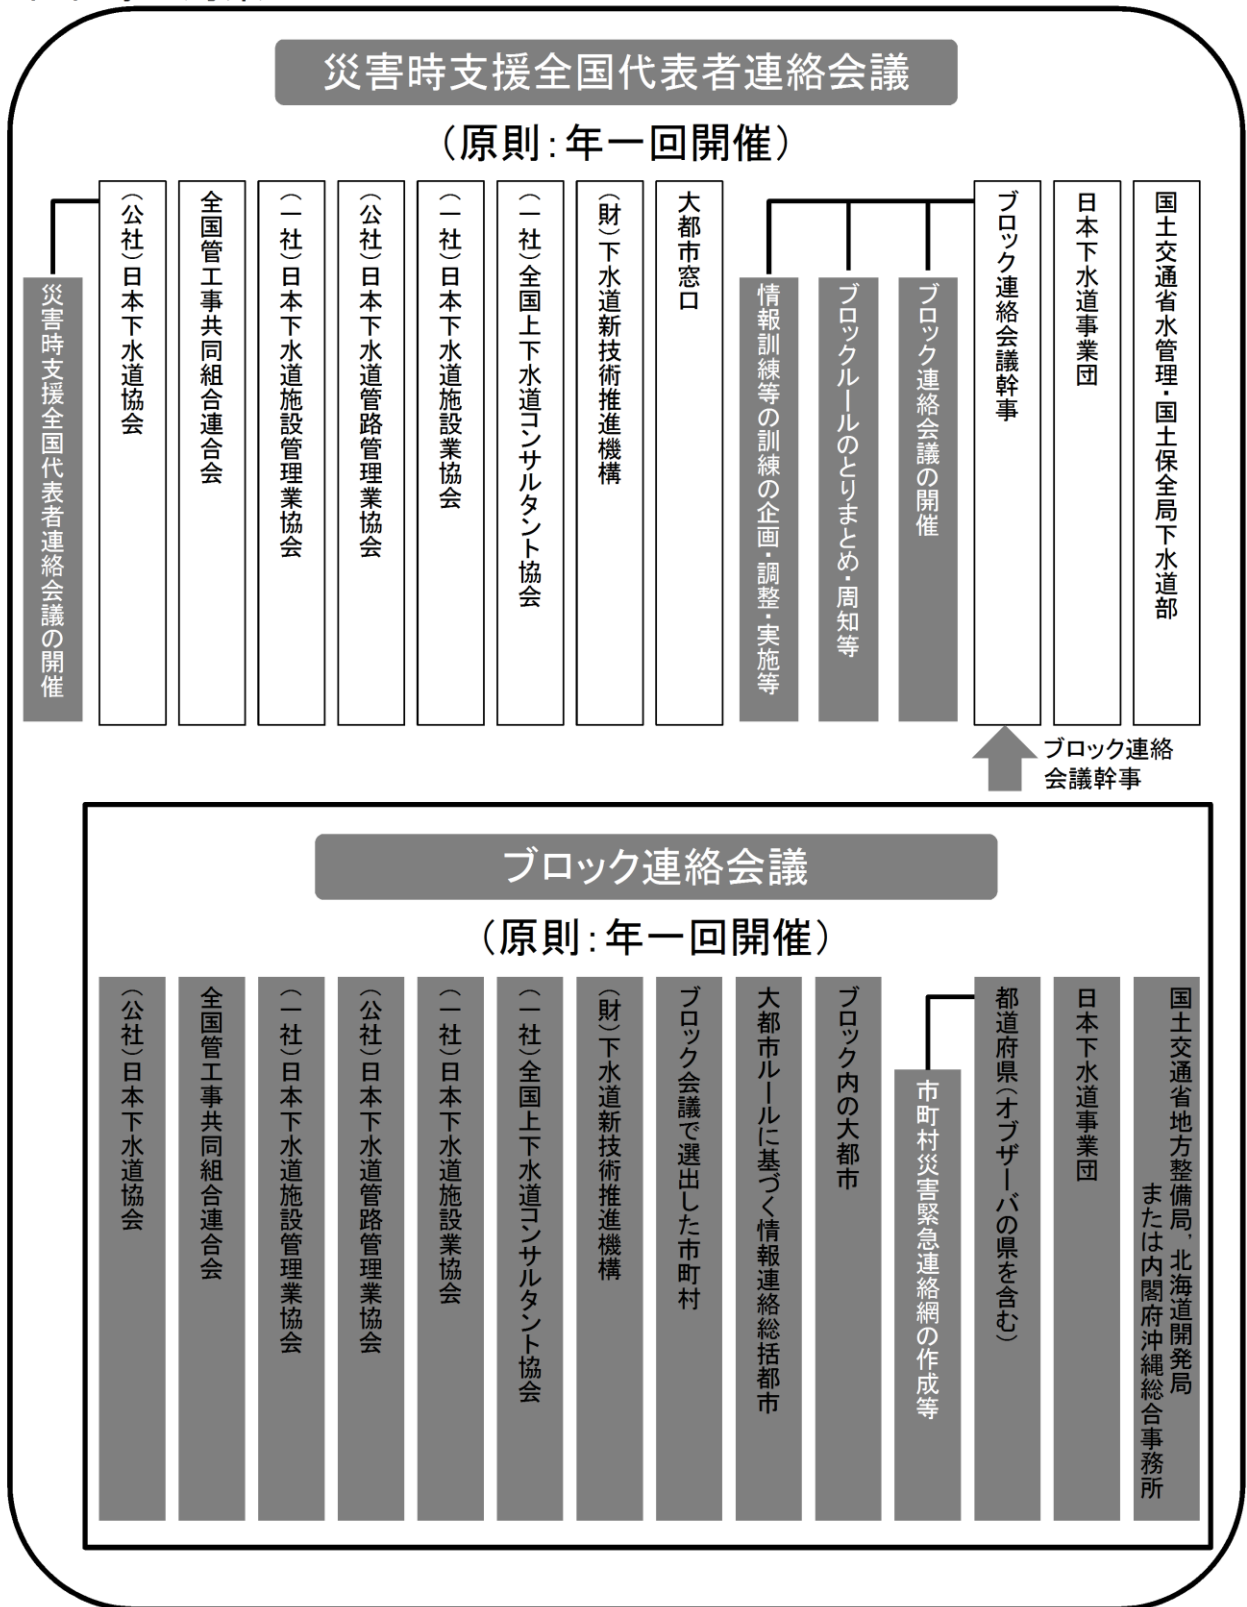 災害時支援全国代表者連絡会議
（原則：年一回開催）
国土交通省水管理・国土保全局下水道部
日本下水道事業団
ブロック連絡会議幹事
ブロック連絡会議の開催
ブロックルールのとりまとめ・周知等
情報訓練等の訓練の企画・調整・実施等
大都市窓口
（財）下水道新技術推進機構
（一社）全国上下水道コンサルタント協会
（一社）日本下水道施設業協会
（公社）日本下水道管路管理業協会
（一社）日本下水道施設管理業協会
全国管工事共同組合連合会
（公社）日本下水道協会
災害時支援全国代表者連絡会議の開催
ブロック連絡
会議幹事
ブロック連絡会議
（原則：年一回開催）
国土交通省地方整備局，北海道開発局
または内閣府沖縄総合事務所
日本下水道事業団
都道府県（オブザーバの県を含む）
市町村災害緊急連絡網の作成等
ブロック内の大都市
大都市ルールに基づく情報連絡総括都市
ブロック会議で選出した市町村
（財）下水道新技術推進機構
（一社）全国上下水道コンサルタント協会
（一社）日本下水道施設業協会
（公社）日本下水道管路管理業協会
（一社）日本下水道施設管理業協会
全国管工事共同組合連合会
（公社）日本下水道協会